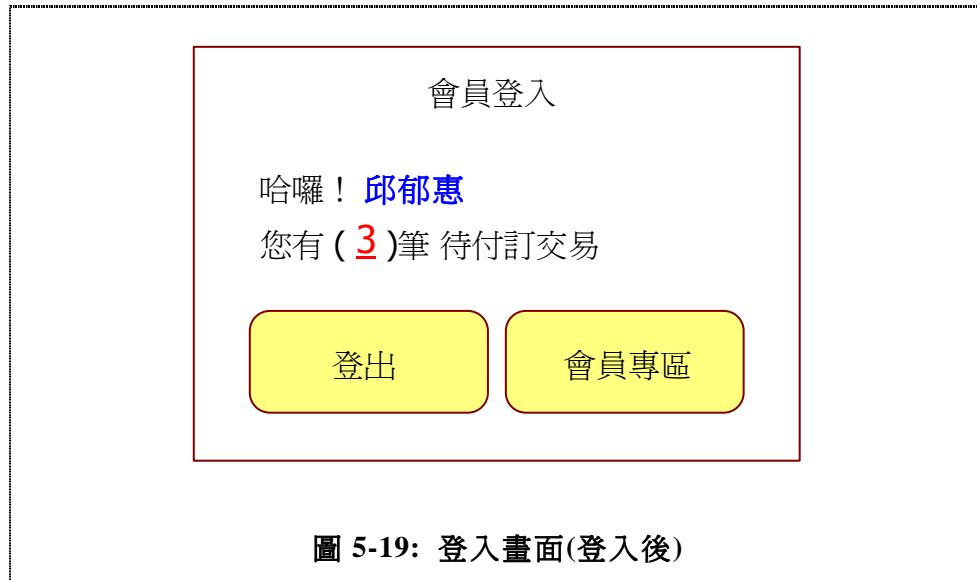 會員登入
哈囉！ 邱郁惠
您有 ( 3 )筆 待付訂交易
登出
會員專區
圖 5-19: 登入畫面(登入後)